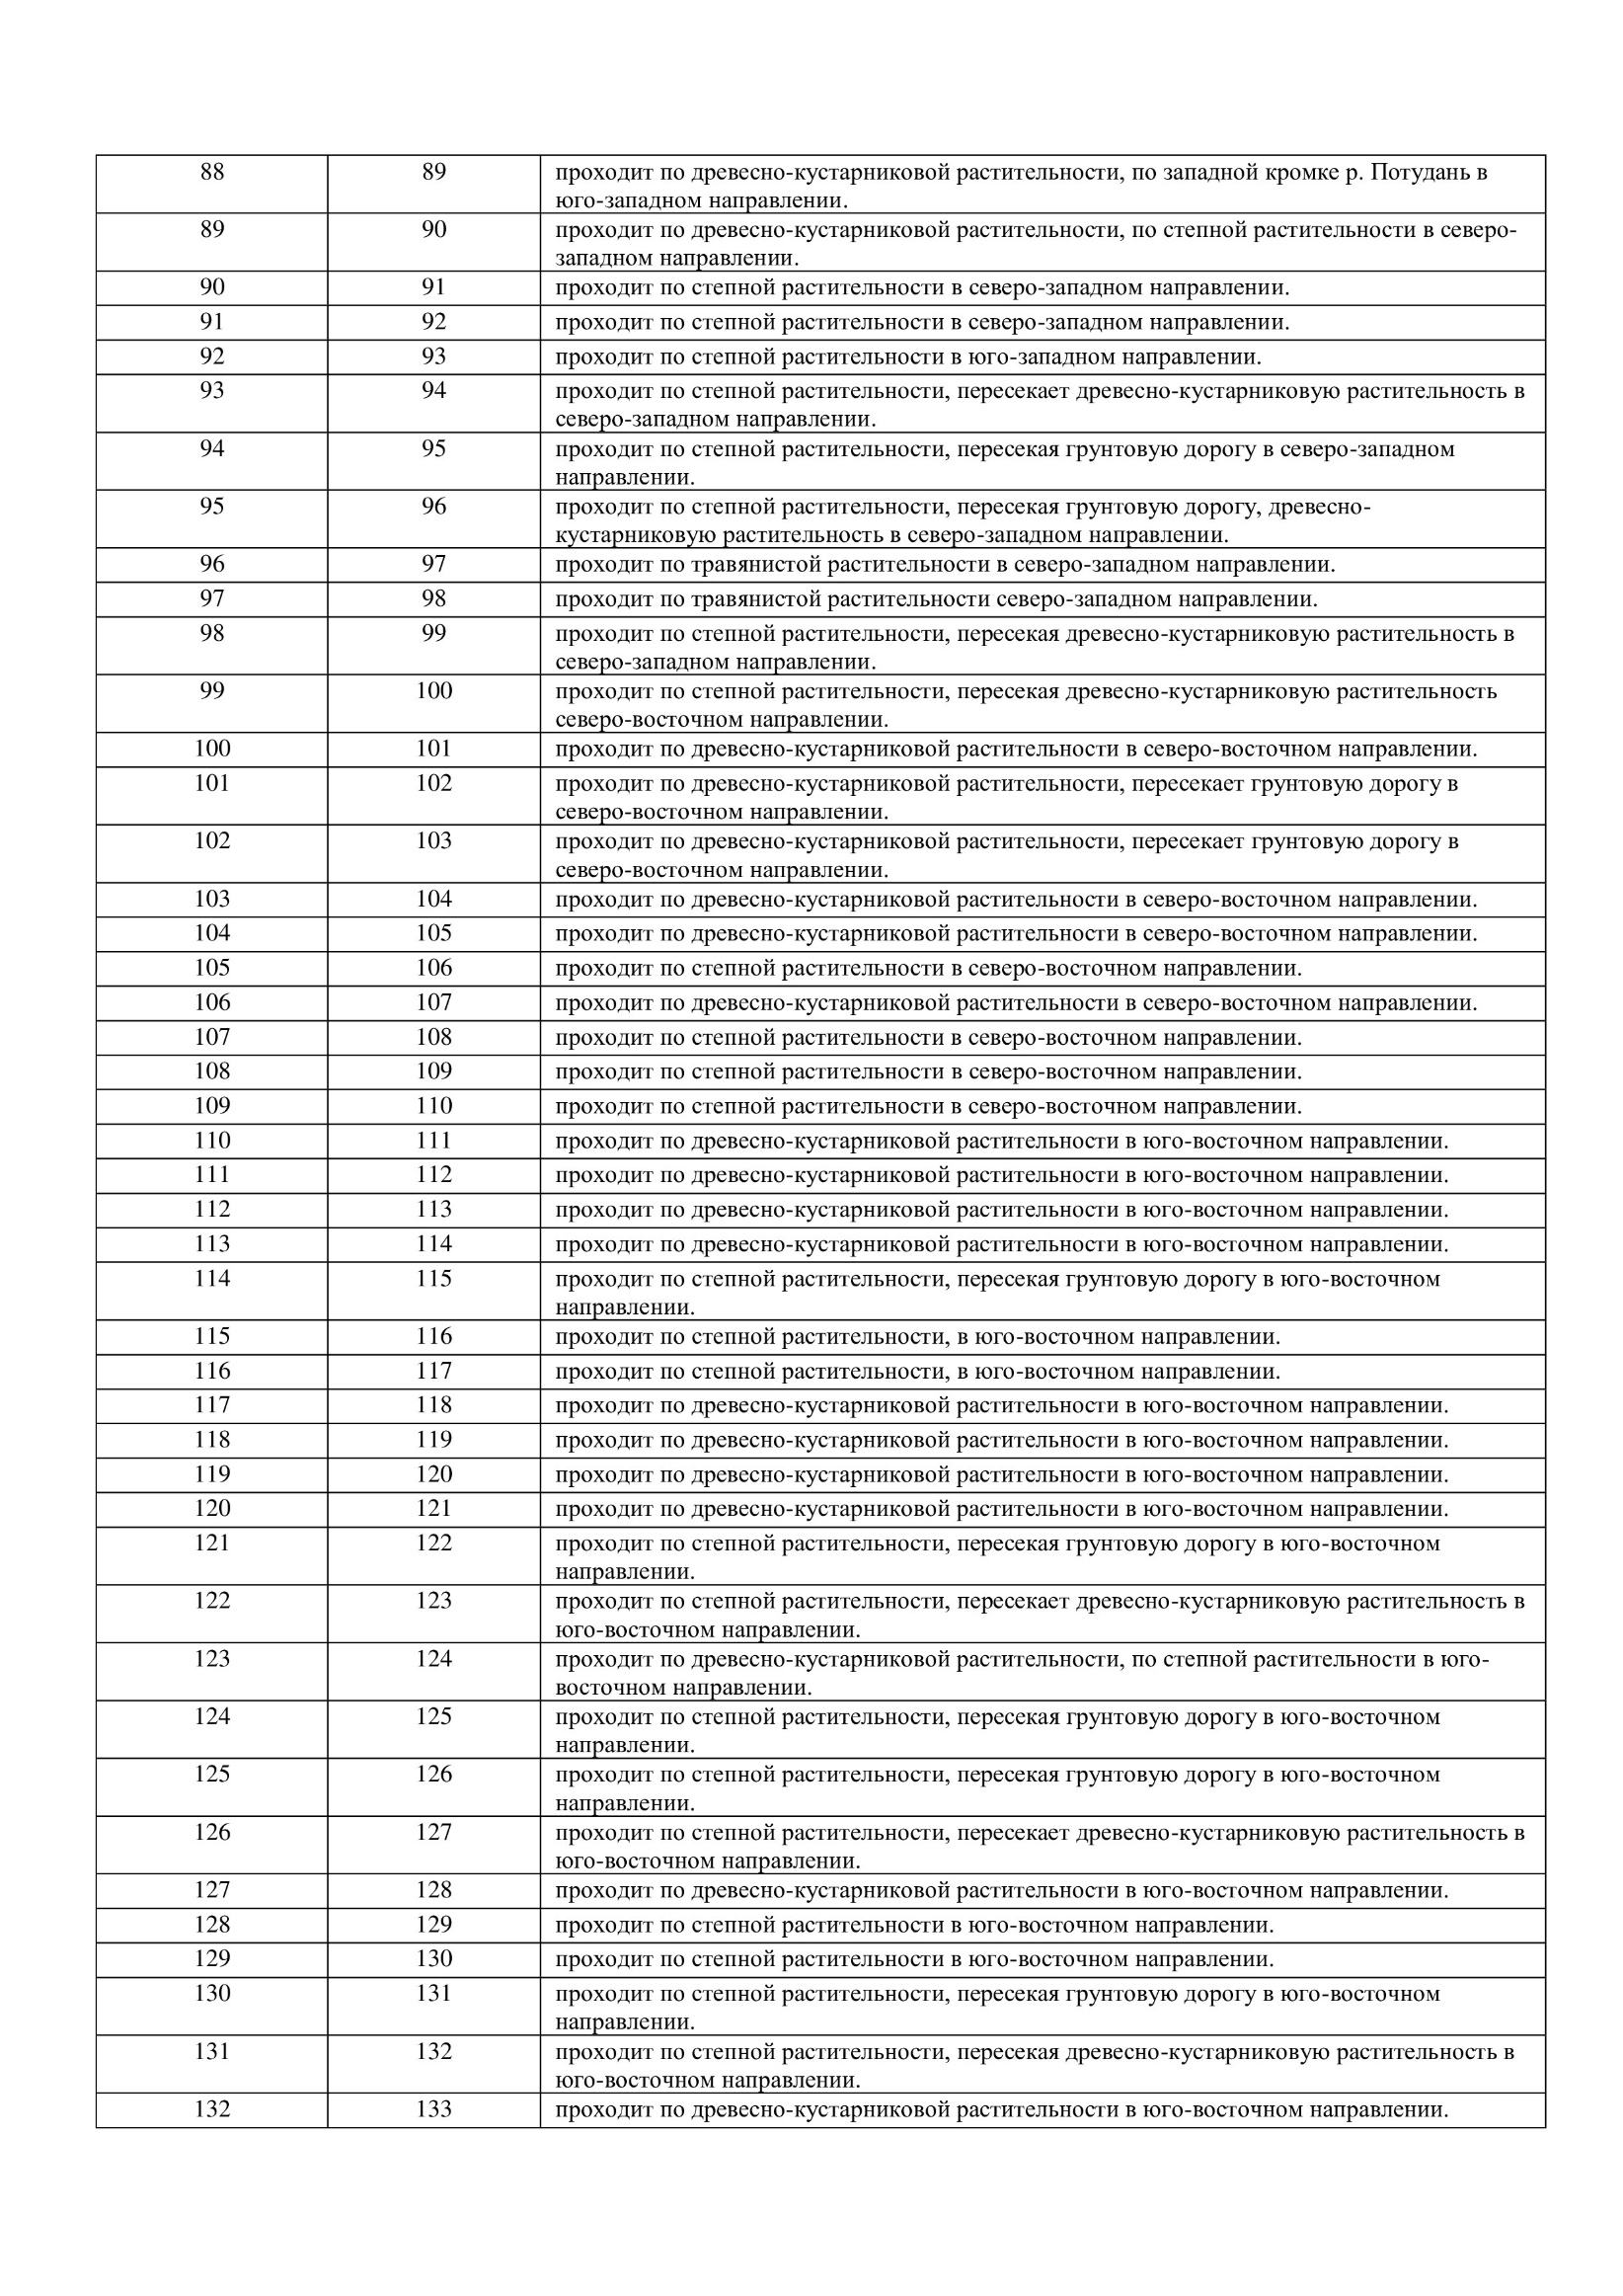 88 89 проходит по древесно-кустарниковой растительности, по западной кромке р. Потудань в
юго-западном направлении.
89 90 проходит по древесно-кустарниковой растительности, по степной растительности в северо-
западном направлении.
90 91 проходит по степной растительности в северо-западном направлении.
91 92 проходит по степной растительности в северо-западном направлении.
92 93 проходит по степной растительности в юго-западном направлении.
93 94 проходит по степной растительности, пересекает древесно-кустарниковую растительность в
северо-западном направлении.
94 95 проходит по степной растительности, пересекая грунтовую дорогу в северо-западном
направлении.
95 96 проходит по степной растительности, пересекая грунтовую дорогу, древесно-
кустарниковую растительность в северо-западном направлении.
96 97 проходит по травянистой растительности в северо-западном направлении.
97 98 проходит по травянистой растительности северо-западном направлении.
98 99 проходит по степной растительности, пересекая древесно-кустарниковую растительность в
северо-западном направлении.
99 100 проходит по степной растительности, пересекая древесно-кустарниковую растительность
северо-восточном направлении.
100 101 проходит по древесно-кустарниковой растительности в северо-восточном направлении.
101 102 проходит по древесно-кустарниковой растительности, пересекает грунтовую дорогу в
северо-восточном направлении.
102 103 проходит по древесно-кустарниковой растительности, пересекает грунтовую дорогу в
северо-восточном направлении.
103 104 проходит по древесно-кустарниковой растительности в северо-восточном направлении.
104 105 проходит по древесно-кустарниковой растительности в северо-восточном направлении.
105 106 проходит по степной растительности в северо-восточном направлении.
106 107 проходит по древесно-кустарниковой растительности в северо-восточном направлении.
107 108 проходит по степной растительности в северо-восточном направлении.
108 109 проходит по степной растительности в северо-восточном направлении.
109 110 проходит по степной растительности в северо-восточном направлении.
110 111 проходит по древесно-кустарниковой растительности в юго-восточном направлении.
111 112 проходит по древесно-кустарниковой растительности в юго-восточном направлении.
112 113 проходит по древесно-кустарниковой растительности в юго-восточном направлении.
113 114 проходит по древесно-кустарниковой растительности в юго-восточном направлении.
114 115 проходит по степной растительности, пересекая грунтовую дорогу в юго-восточном
направлении.
115 116 проходит по степной растительности, в юго-восточном направлении.
116 117 проходит по степной растительности, в юго-восточном направлении.
117 118 проходит по древесно-кустарниковой растительности в юго-восточном направлении.
118 119 проходит по древесно-кустарниковой растительности в юго-восточном направлении.
119 120 проходит по древесно-кустарниковой растительности в юго-восточном направлении.
120 121 проходит по древесно-кустарниковой растительности в юго-восточном направлении.
121 122 проходит по степной растительности, пересекая грунтовую дорогу в юго-восточном
направлении.
122 123 проходит по степной растительности, пересекает древесно-кустарниковую растительность в
юго-восточном направлении.
123 124 проходит по древесно-кустарниковой растительности, по степной растительности в юго-
восточном направлении.
124 125 проходит по степной растительности, пересекая грунтовую дорогу в юго-восточном
направлении.
125 126 проходит по степной растительности, пересекая грунтовую дорогу в юго-восточном
направлении.
126 127 проходит по степной растительности, пересекает древесно-кустарниковую растительность в
юго-восточном направлении.
127 128 проходит по древесно-кустарниковой растительности в юго-восточном направлении.
128 129 проходит по степной растительности в юго-восточном направлении.
129 130 проходит по степной растительности в юго-восточном направлении.
130 131 проходит по степной растительности, пересекая грунтовую дорогу в юго-восточном
направлении.
131 132 проходит по степной растительности, пересекая древесно-кустарниковую растительность в
юго-восточном направлении.
132 133 проходит по древесно-кустарниковой растительности в юго-восточном направлении.